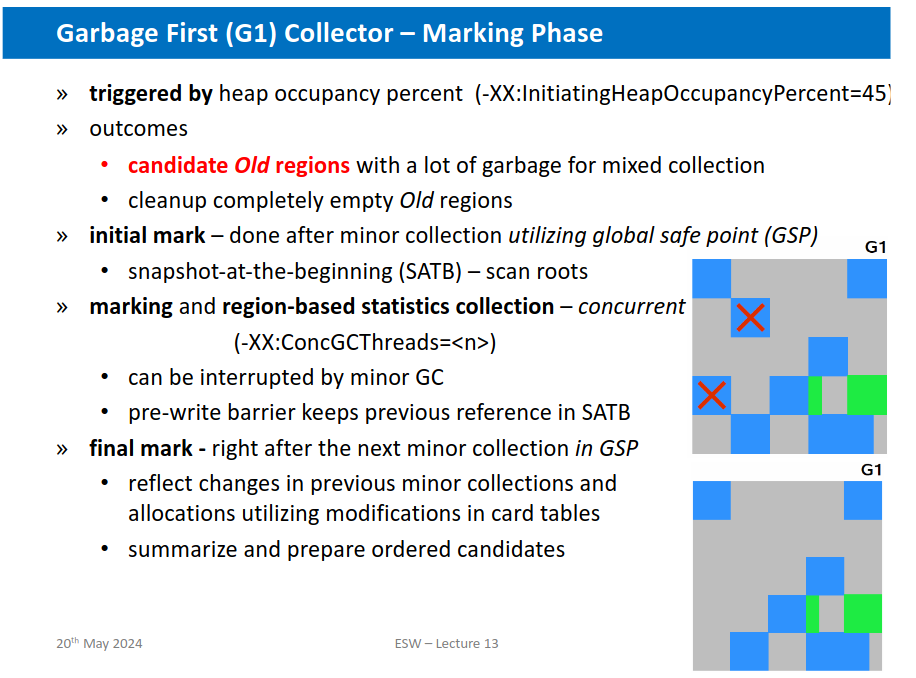 Garbage First (G1) Collector – Marking Phase
» triggered by heap occupancy percent (-XX:InitiatingHeapOccupancyPercent=45)
» outcomes
• candidate Old regions with a lot of garbage for mixed collection
• cleanup completely empty Old regions
» initial mark – done after minor collection utilizing global safe point (GSP)
G1
• snapshot-at-the-beginning (SATB) – scan roots
» marking and region-based statistics collection – concurrent
(-XX:ConcGCThreads=<n>)
• can be interrupted by minor GC
• pre-write barrier keeps previous reference in SATB
» final mark - right after the next minor collection in GSP
G1
• reflect changes in previous minor collections and
allocations utilizing modifications in card tables
• summarize and prepare ordered candidates
20th May 2024
ESW – Lecture 13